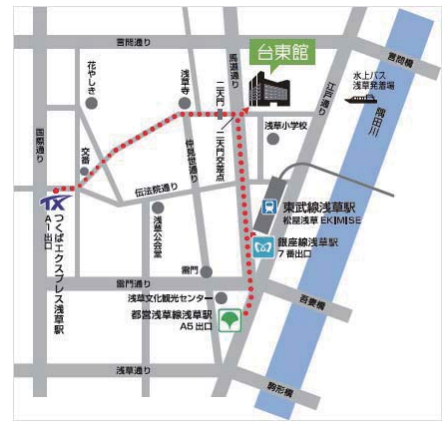 言問通り
台東館
言問橋
花やしき
浅草寺
二天門
馬道通り
水上バス
浅草発着場
江戸通り
隅田川
国際通り
交番
仲見世通り
二天門交差点
浅草小学校
伝法院通り
TX
A1 出口
つくばエクスプレス浅草駅
浅草公会堂
東武線浅草駅
松屋浅草 EKIMISE
銀座線浅草駅
7 番出口
雷門
雷門通り
浅草文化観光センター
吾妻橋
都営浅草線浅草駅
A5 出口
浅草通り
駒形橋